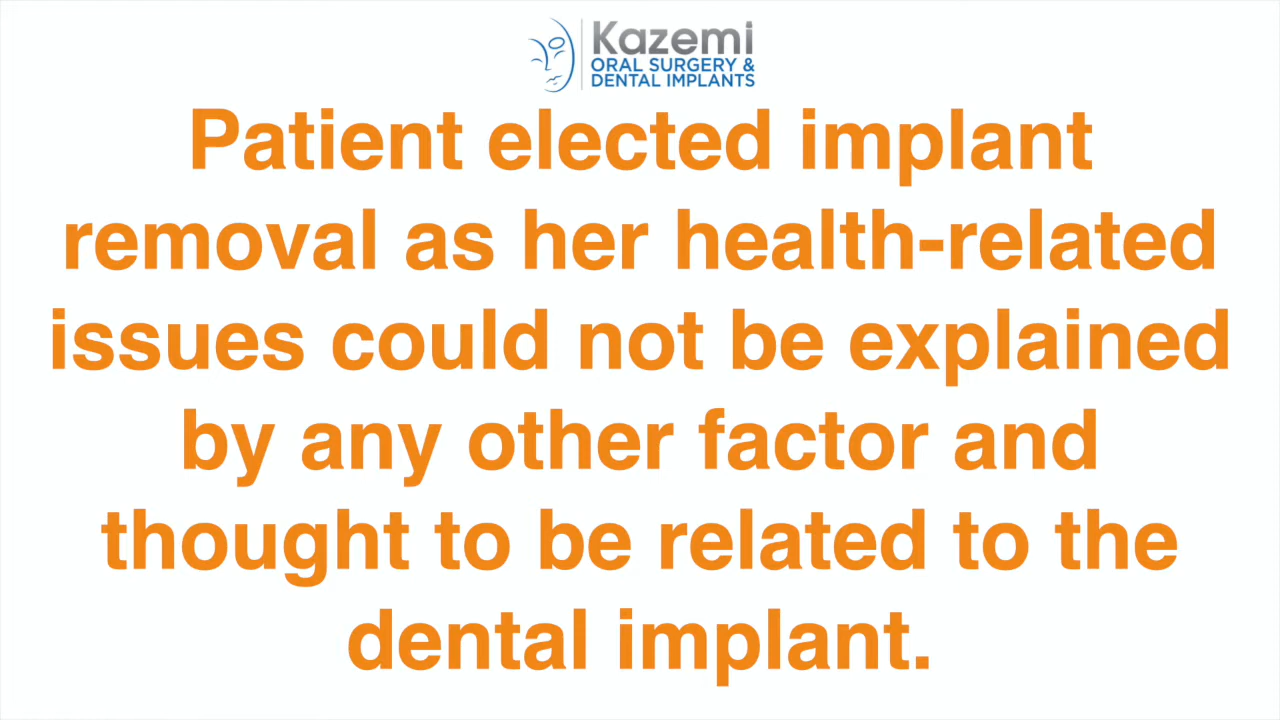 Kazemi
ORAL SURGERY &
DENTAL IMPLANTS
Patient elected implant
removal as her health-related
issues could not be explained
by any other factor and
thought to be related to the
dental implant.